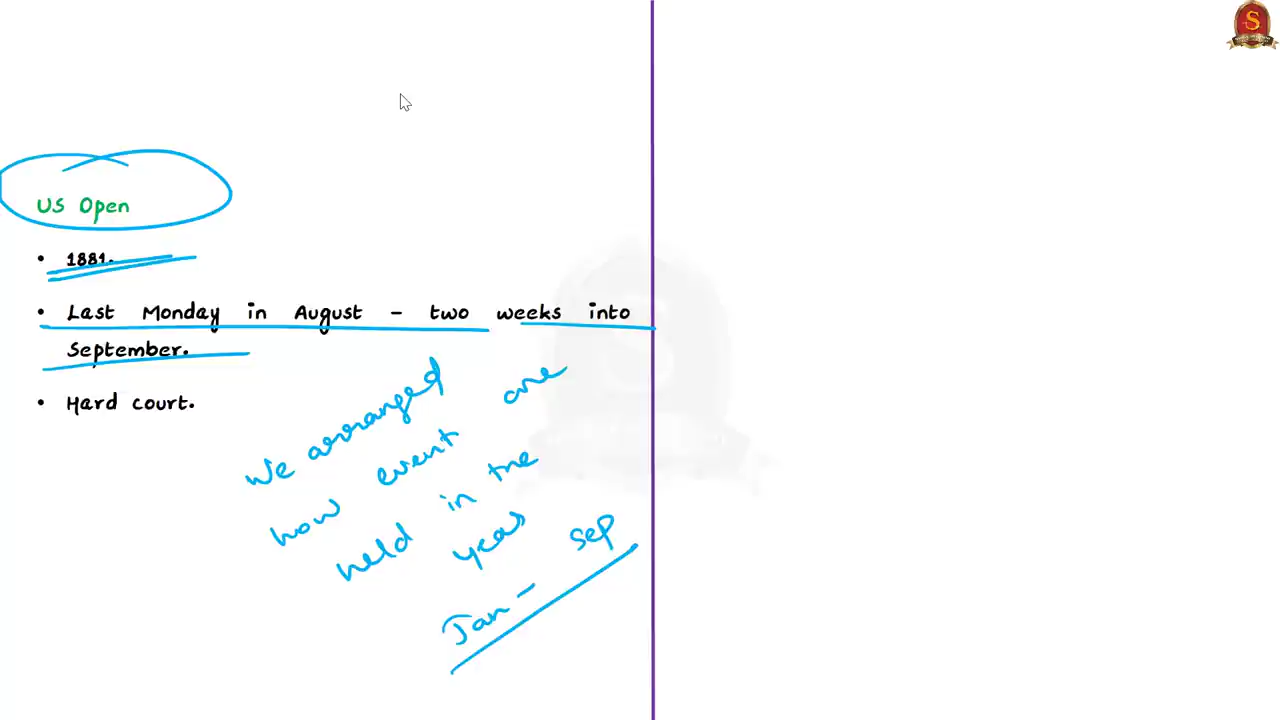 US Open
• 1881.
• Last Monday in August - two weeks into
September.
• Hard court.
We arranged
how event are
held in the
year
Jan - Sep
S